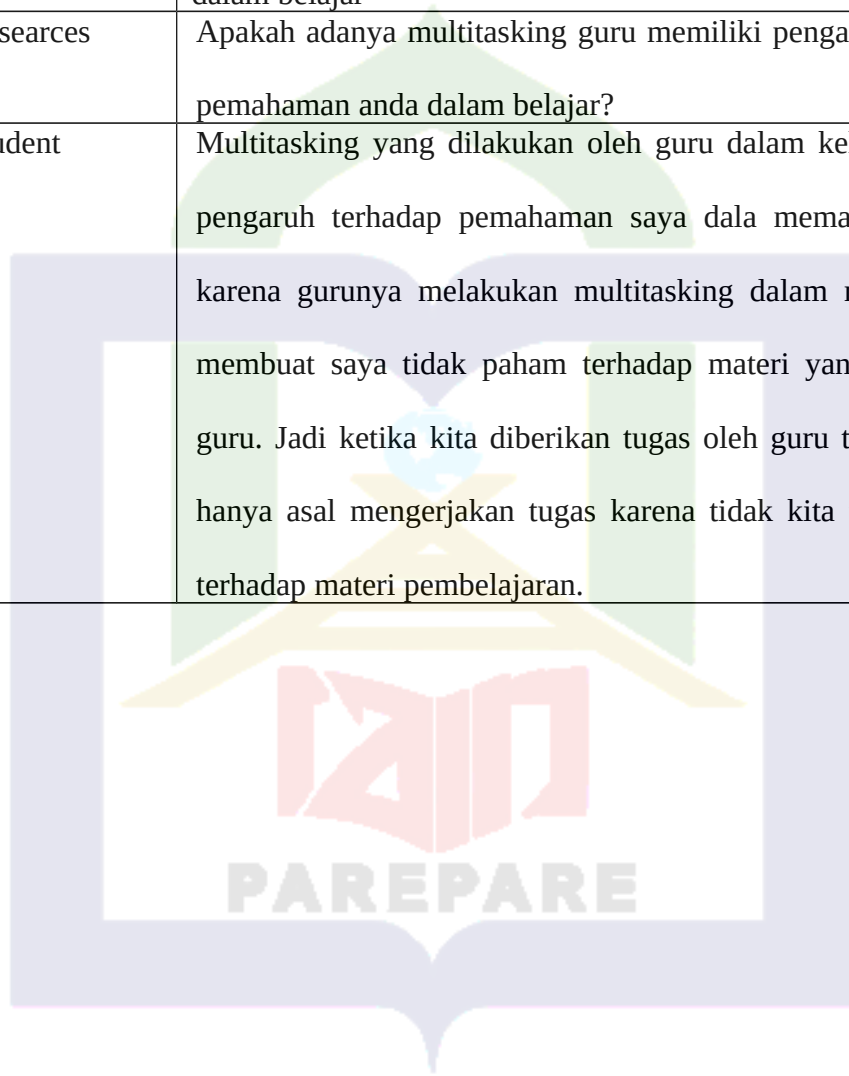 dalam belajar
searces
Apakah adanya multitasking guru memiliki penga
pemahaman anda dalam belajar?
udent
Multitasking yang dilakukan oleh guru dalam kel
pengaruh terhadap pemahaman saya dala mema
karena gurunya melakukan multitasking dalam
membuat saya tidak paham terhadap materi yan
guru. Jadi ketika kita diberikan tugas oleh guru t
hanya asal mengerjakan tugas karena tidak kita
terhadap materi pembelajaran.
iain
PAREPARE